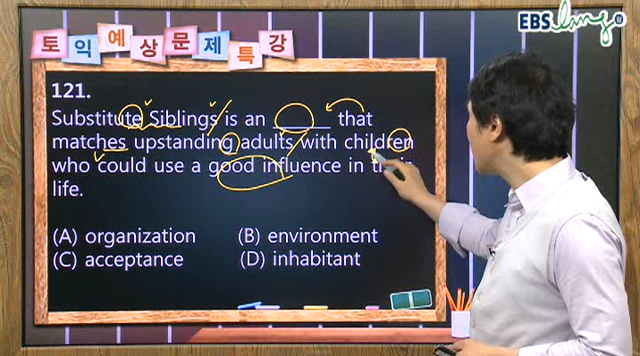 EBS lang
토익예상문제특강
121.
Substitute Siblings is an ______ that
matches upstanding adults with children
who could use a good influence in their
life.
(A) organization
(B) environment
(C) acceptance
(D) inhabitant